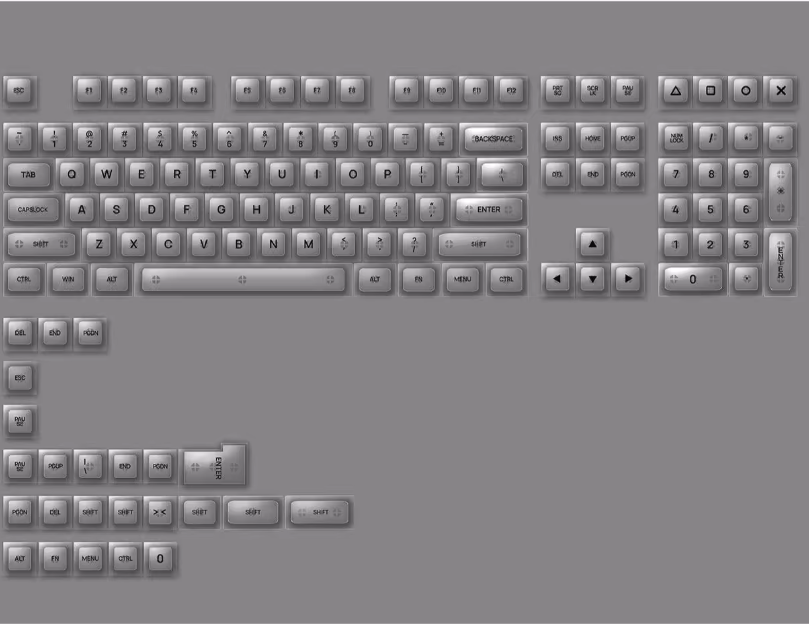 ESC F1 F2 F3 F4 F5 F6 F7 F8 F9 F10 F11 F12 PRT SC SCR LK PAU SE
! 1 @ 2 # 3 $ 4 % 5 ^ 6 & 7 * 8 ( 9 ) 0 BACKSPACE INS HOME PGUP NUM LOCK /
TAB Q W E R T Y U I O P DEL END PGDN 7 8 9
CAPSLOCK A S D F G H J K L ENTER 4 5 6
SHIFT Z X C V B N M < > ? / SHIFT 1 2 3 ENTER
CTRL WIN ALT ALT FN MENU CTRL 0
DEL END PGDN
ESC
PAU SE
PAU SE PGUP | \ END PGDN ENTER
PGDN DEL SHIFT SHIFT >< SHIFT SHIFT SHIFT
ALT FN MENU CTRL 0